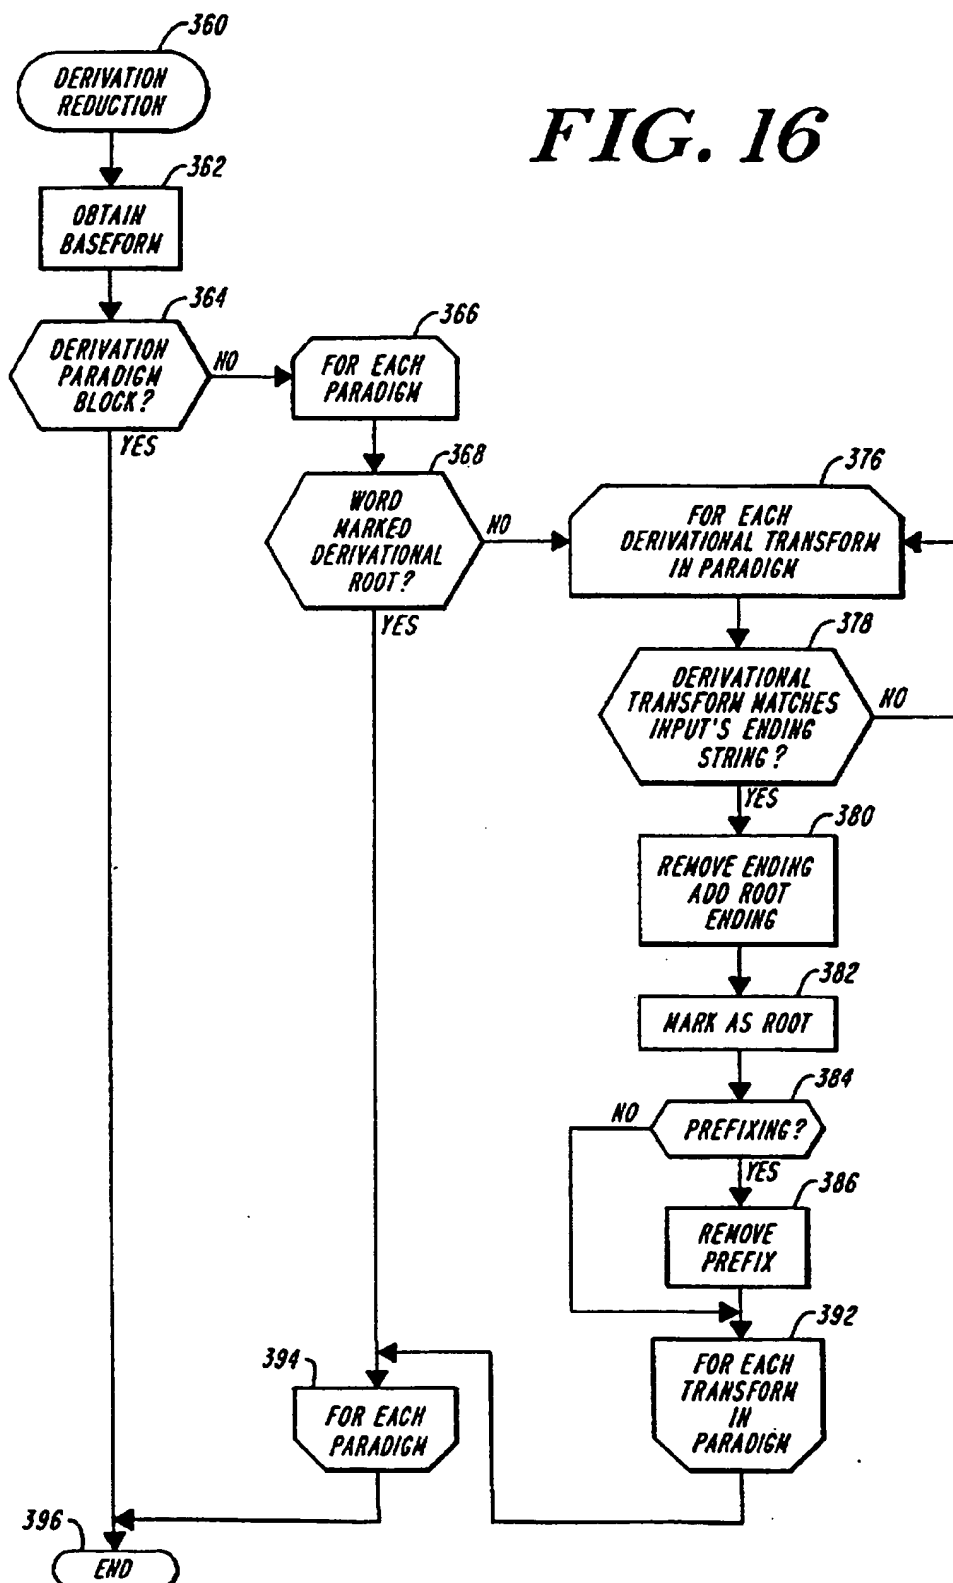 360
DERIVATION
REDUCTION
FIG. 16
362
OBTAIN
BASEFORM
364
DERIVATION
PARADIGM
BLOCK?
NO
YES
366
FOR EACH
PARADIGM
368
WORD
MARKED
DERIVATIONAL
ROOT?
NO
YES
376
FOR EACH
DERIVATIONAL TRANSFORM
IN PARADIGM
378
DERIVATIONAL
TRANSFORM MATCHES
INPUT'S ENDING
STRING?
NO
YES
380
REMOVE ENDING
ADD ROOT
ENDING
382
MARK AS ROOT
384
PREFIXING?
NO
YES
386
REMOVE
PREFIX
392
FOR EACH
TRANSFORM
IN
PARADIGM
394
FOR EACH
PARADIGM
396
END